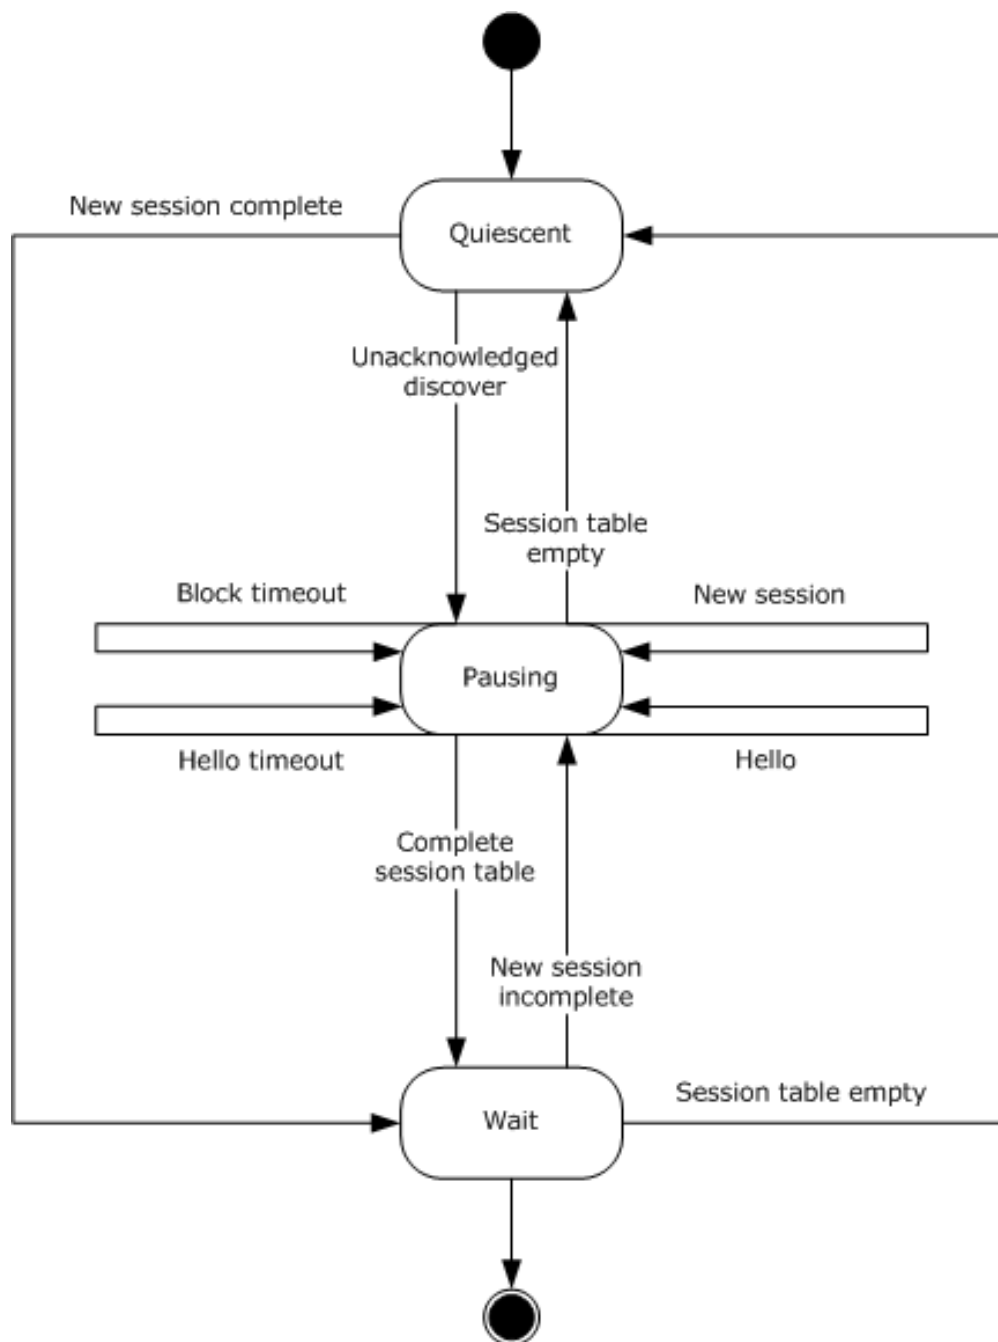 New session complete
Quiescent
Unacknowledged
discover
Session table
empty
Block timeout
New session
Pausing
Hello timeout
Hello
Complete
session table
New session
incomplete
Wait
Session table empty